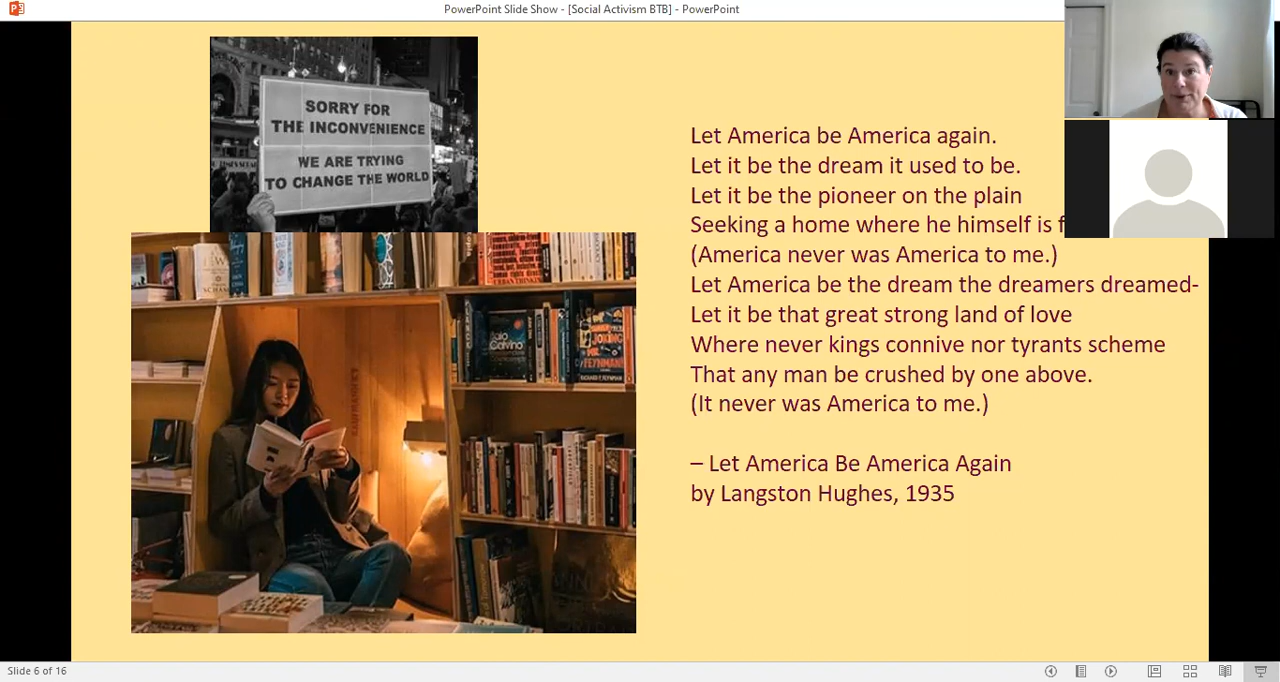 PowerPoint Slide Show - [Social Activism BTB] - PowerPoint
SORRY FOR
THE INCONVENIENCE
WE ARE TRYING
TO CHANGE THE WORLD
Let America be America again.
Let it be the dream it used to be.
Let it be the pioneer on the plain
Seeking a home where he himself is
(America never was America to me.)
Let America be the dream the dreamers dreamed-
Let it be that great strong land of love
Where never kings connive nor tyrants scheme
That any man be crushed by one above.
(It never was America to me.)
– Let America Be America Again
by Langston Hughes, 1935
Italo
Calvino
JOKING
MR.
FEYNMAN!
Slide 6 of 16